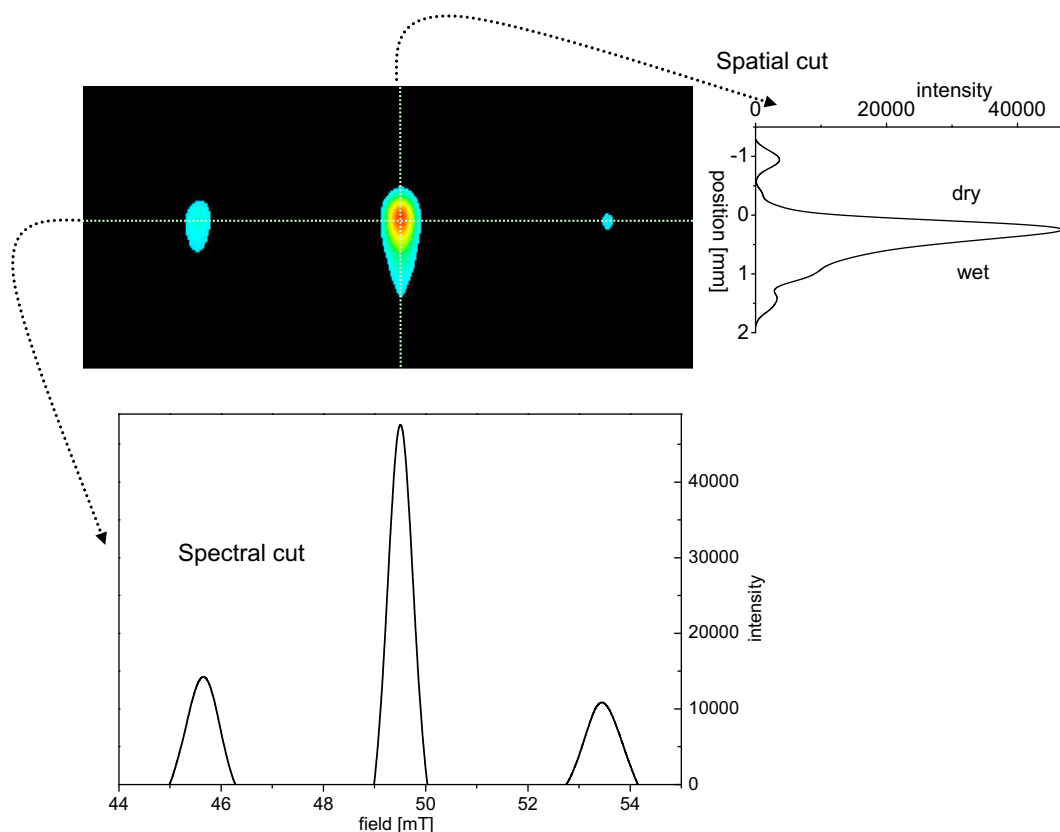 Spatial cut
intensity
0 20000 40000
-1
0
1
2
position [mm]
dry
wet
Spectral cut
40000
30000
20000
10000
0
intensity
44 46 48 50 52 54
field [mT]